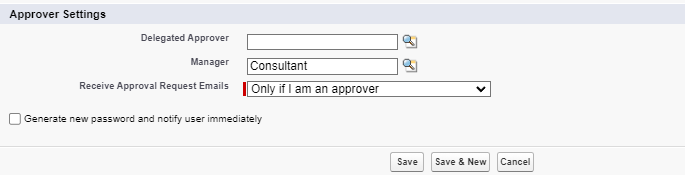 Approver Settings
Delegated Approver
Manager Consultant
Receive Approval Request Emails Only if I am an approver
Generate new password and notify user immediately
Save Save & New Cancel